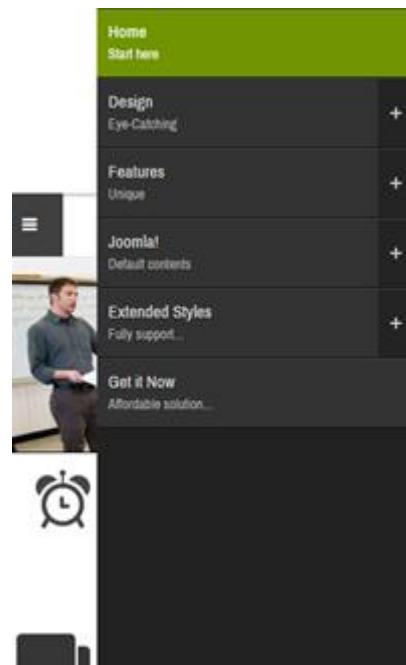 Home
Start here
Design
Eye-Catching
+
Features
Unique
+
Joomla!
Default contents
+
Extended Styles
Fully support...
+
Get it Now
Affordable solution...